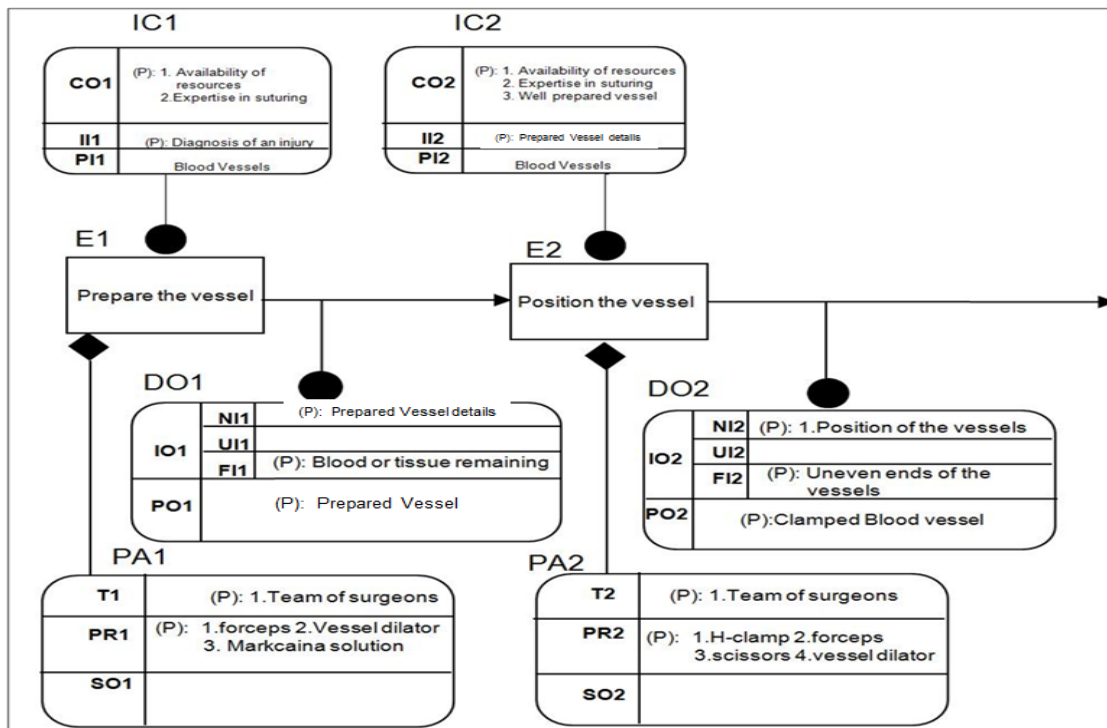 IC1
CO1
(P): 1. Availability of
resources
2.Expertise in suturing
II1
(P): Diagnosis of an injury
PI1
Blood Vessels
IC2
CO2
(P): 1. Availability of resources
2. Expertise in suturing
3. Well prepared vessel
II2
(P): Prepared Vessel details
PI2
Blood Vessels
E1
Prepare the vessel
E2
Position the vessel
DO1
IO1
NI1
(P): Prepared Vessel details
UI1
FI1
(P): Blood or tissue remaining
PO1
(P): Prepared Vessel
DO2
IO2
NI2
(P): 1.Position of the vessels
UI2
FI2
(P): Uneven ends of the
vessels
PO2
(P):Clamped Blood vessel
PA1
T1
(P): 1.Team of surgeons
PR1
(P): 1.forceps 2.Vessel dilator
3. Markcaina solution
SO1
PA2
T2
(P): 1.Team of surgeons
PR2
(P): 1.H-clamp 2.forceps
3.scissors 4.vessel dilator
SO2